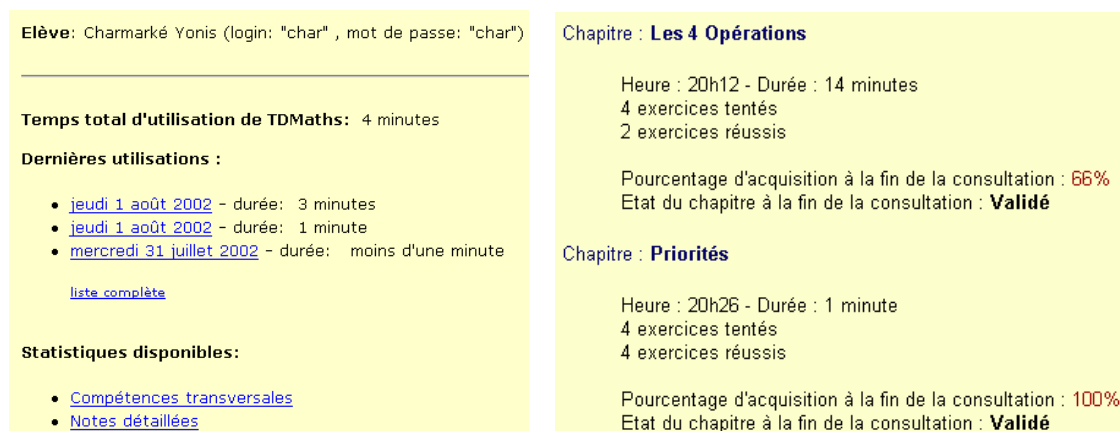 Elève: Charmarké Yonis (login: "char" , mot de passe: "char")
Temps total d'utilisation de TDMaths: 4 minutes
Dernières utilisations :
jeudi 1 août 2002 - durée: 3 minutes
jeudi 1 août 2002 - durée: 1 minute
mercredi 31 juillet 2002 - durée: moins d'une minute
liste complète
Statistiques disponibles:
Compétences transversales
Notes détaillées
Chapitre : Les 4 Opérations
Heure : 20h12 - Durée : 14 minutes
4 exercices tentés
2 exercices réussis
Pourcentage d'acquisition à la fin de la consultation : 66%
Etat du chapitre à la fin de la consultation : Validé
Chapitre : Priorités
Heure : 20h26 - Durée : 1 minute
4 exercices tentés
4 exercices réussis
Pourcentage d'acquisition à la fin de la consultation : 100%
Etat du chapitre à la fin de la consultation : Validé